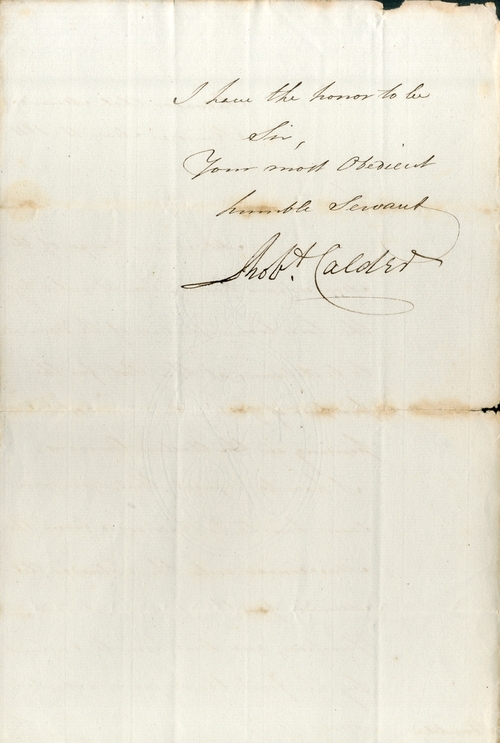 I have the honor to be
Sir,
Your most Obedient
humble Servant
Robt. Calder